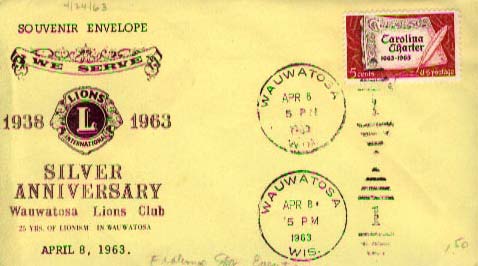 4/24/63
SOUVENIR ENVELOPE
WE SERVE
LIONS
L
INTERNATIONAL
1938 1963
SILVER
ANNIVERSARY
Wauwatosa Lions Club
25 YRS. OF LIONISM IN WAUWATOSA
APRIL 8, 1963.
Carolina
Charter
1663-1963
5 cents U.S. Postage
WAUWATOSA
APR 8
5 PM
1963
WIS.
WAUWATOSA
APR 8
5 PM
1963
WIS.
.50